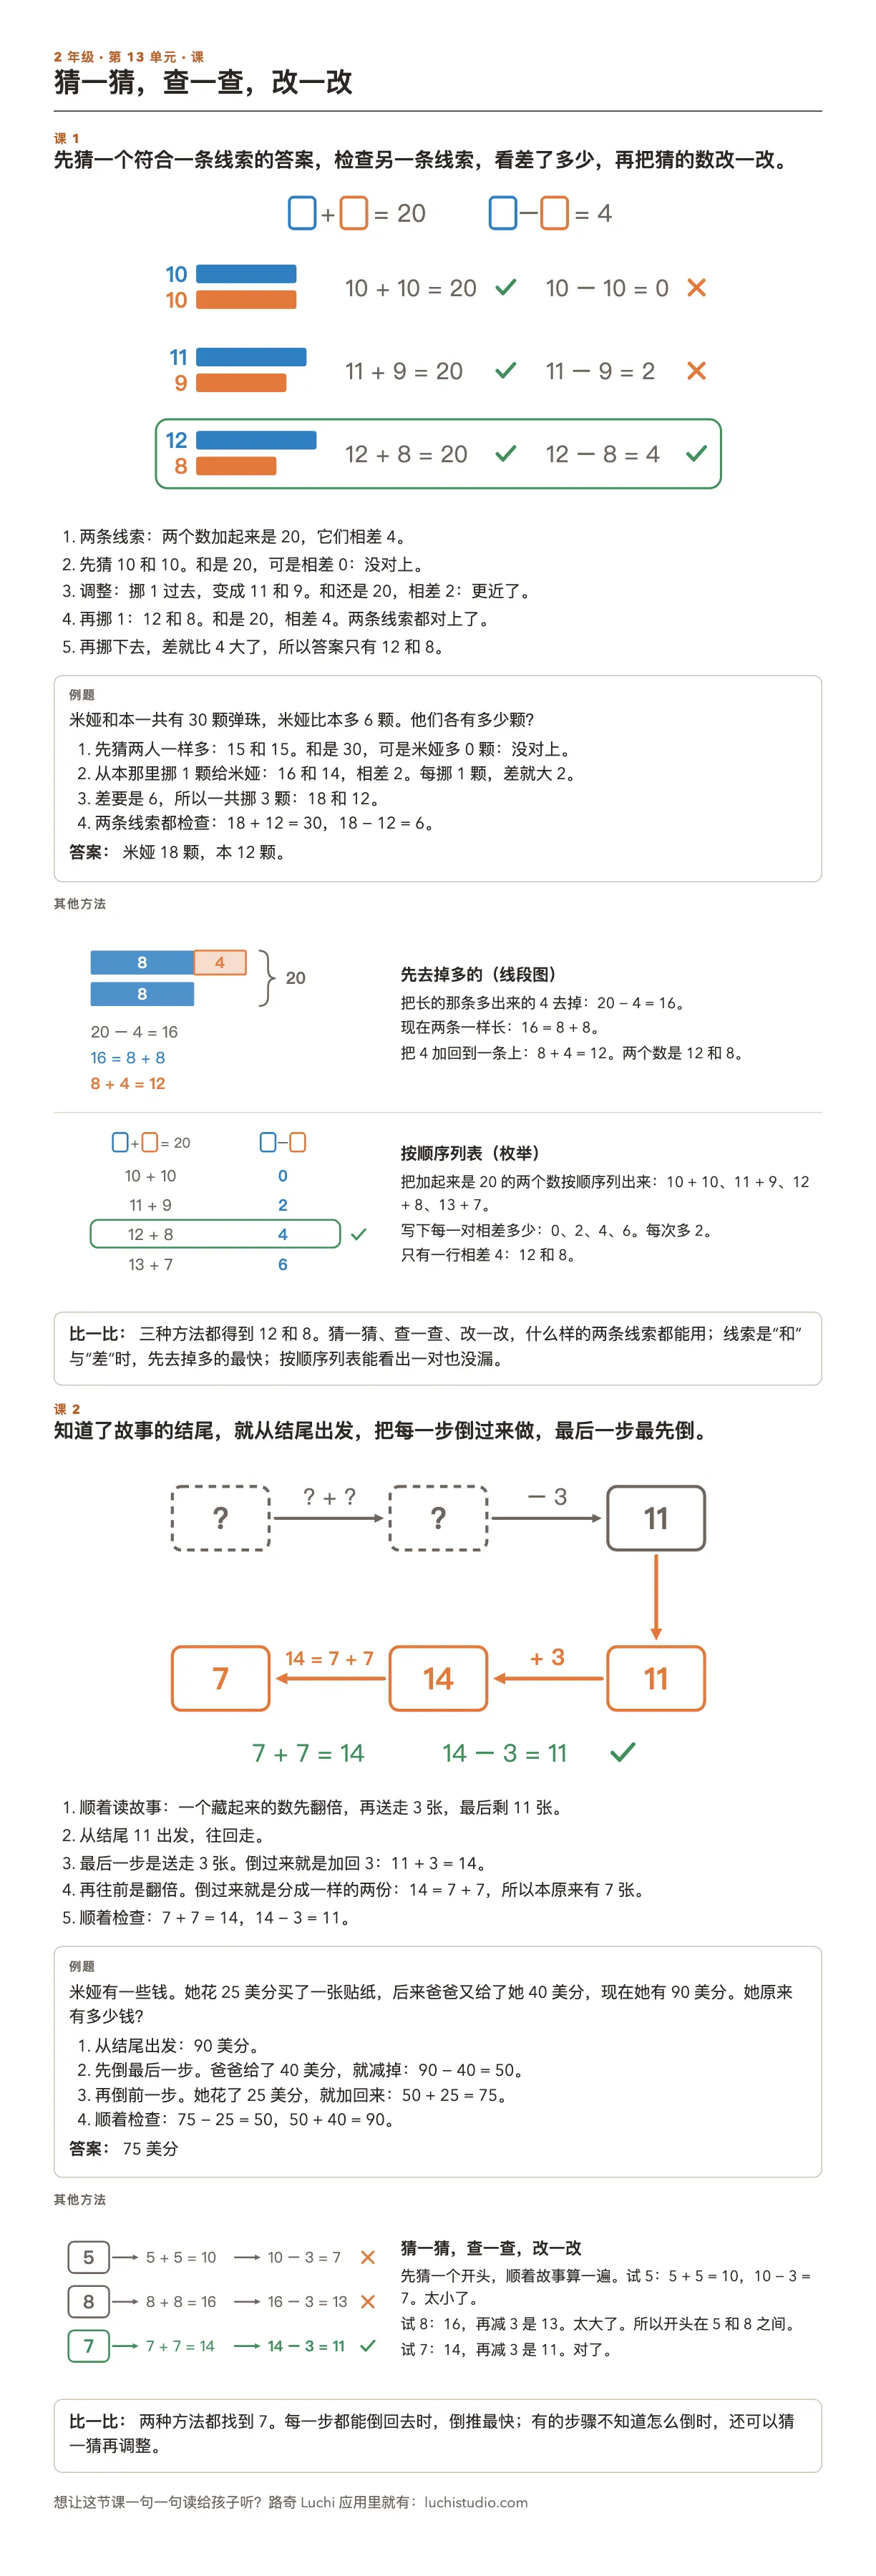 2 年级 · 第 13 单元 · 课
猜一猜，查一查，改一改
课 1
先猜一个符合一条线索的答案，检查另一条线索，看差了多少，再把猜的数改一改。
□+□ = 20 □−□ = 4
10
10
10 + 10 = 20 ✓ 10 − 10 = 0 ✕
11
9
11 + 9 = 20 ✓ 11 − 9 = 2 ✕
12
8
12 + 8 = 20 ✓ 12 − 8 = 4 ✓
1. 两条线索：两个数加起来是 20，它们相差 4。
2. 先猜 10 和 10。和是 20，可是相差 0：没对上。
3. 调整：挪 1 过去，变成 11 和 9。和还是 20，相差 2：更近了。
4. 再挪 1：12 和 8。和是 20，相差 4。两条线索都对上了。
5. 再挪下去，差就比 4 大了，所以答案只有 12 和 8。
例题
米娅和本一共有 30 颗弹珠，米娅比本多 6 颗。他们各有多少颗？
1. 先猜两人一样多：15 和 15。和是 30，可是米娅多 0 颗：没对上。
2. 从本那里挪 1 颗给米娅：16 和 14，相差 2。每挪 1 颗，差就大 2。
3. 差要是 6，所以一共挪 3 颗：18 和 12。
4. 两条线索都检查：18 + 12 = 30，18 − 12 = 6。
答案： 米娅 18 颗，本 12 颗。
其他方法
8 4
8
20
20 − 4 = 16
16 = 8 + 8
8 + 4 = 12
先去掉多的（线段图）
把长的那条多出来的 4 去掉：20 − 4 = 16。
现在两条一样长：16 = 8 + 8。
把 4 加回到一条上：8 + 4 = 12。两个数是 12 和 8。
□+□ = 20 □−□
10 + 10 0
11 + 9 2
12 + 8 4 ✓
13 + 7 6
按顺序列表（枚举）
把加起来是 20 的两个数按顺序列出来：10 + 10、11 + 9、12
+ 8、13 + 7。
写下每一对相差多少：0、2、4、6。每次多 2。
只有一行相差 4：12 和 8。
比一比： 三种方法都得到 12 和 8。猜一猜、查一查、改一改，什么样的两条线索都能用；线索是“和”
与“差”时，先去掉多的最快；按顺序列表能看出一对也没漏。
课 2
知道了故事的结尾，就从结尾出发，把每一步倒过来做，最后一步最先倒。
? ? + ? ? − 3 11
7 14 = 7 + 7 14 + 3 11
7 + 7 = 14 14 − 3 = 11 ✓
1. 顺着读故事：一个藏起来的数先翻倍，再送走 3 张，最后剩 11 张。
2. 从结尾 11 出发，往回走。
3. 最后一步是送走 3 张。倒过来就是加回 3：11 + 3 = 14。
4. 再往前是翻倍。倒过来就是分成一样的两份：14 = 7 + 7，所以本原来有 7 张。
5. 顺着检查：7 + 7 = 14，14 − 3 = 11。
例题
米娅有一些钱。她花 25 美分买了一张贴纸，后来爸爸又给了她 40 美分，现在她有 90 美分。她原来
有多少钱？
1. 从结尾出发：90 美分。
2. 先倒最后一步。爸爸给了 40 美分，就减掉：90 − 40 = 50。
3. 再倒前一步。她花了 25 美分，就加回来：50 + 25 = 75。
4. 顺着检查：75 − 25 = 50，50 + 40 = 90。
答案： 75 美分
其他方法
5 5 + 5 = 10 10 − 3 = 7 ✕
8 8 + 8 = 16 16 − 3 = 13 ✕
7 7 + 7 = 14 14 − 3 = 11 ✓
猜一猜，查一查，改一改
先猜一个开头，顺着故事算一遍。试 5：5 + 5 = 10，10 − 3 =
7。太小了。
试 8：16，再减 3 是 13。太大了。所以开头在 5 和 8 之间。
试 7：14，再减 3 是 11。对了。
比一比： 两种方法都找到 7。每一步都能倒回去时，倒推最快；有的步骤不知道怎么倒时，还可以猜
一猜再调整。
想让这节课一句一句读给孩子听？路奇 Luchi 应用里就有：luchistudio.com